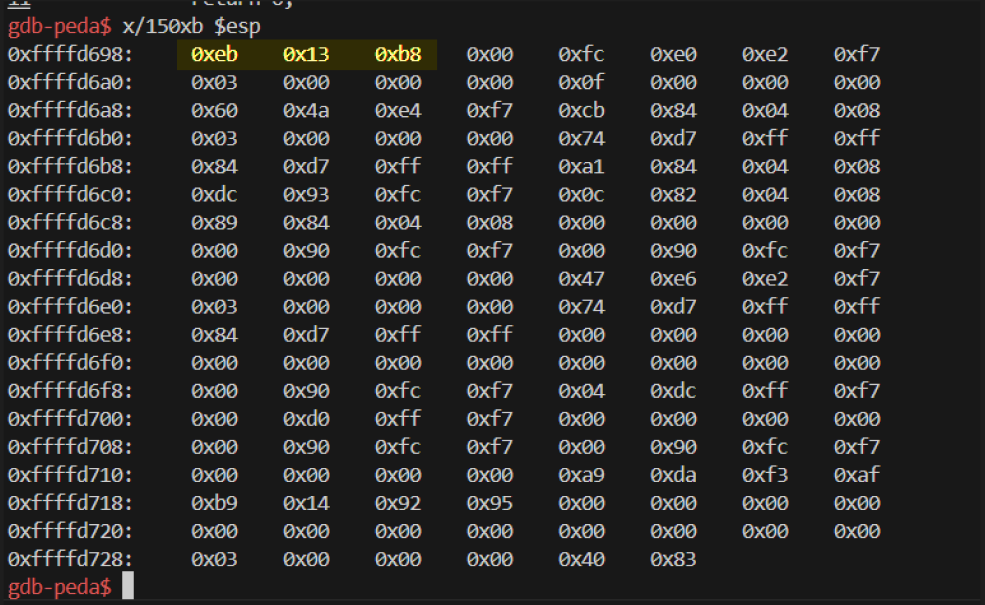 gdb-peda$ x/150xb $esp
0xffffd698: 0xeb 0x13 0xb8 0x00 0xfc 0xe0 0xe2 0xf7
0xffffd6a0: 0x03 0x00 0x00 0x00 0x0f 0x00 0x00 0x00
0xffffd6a8: 0x60 0x4a 0xe4 0xf7 0xcb 0x84 0x04 0x08
0xffffd6b0: 0x03 0x00 0x00 0x00 0x74 0xd7 0xff 0xff
0xffffd6b8: 0x84 0xd7 0xff 0xff 0xa1 0x84 0x04 0x08
0xffffd6c0: 0xdc 0x93 0xfc 0xf7 0x0c 0x82 0x04 0x08
0xffffd6c8: 0x89 0x84 0x04 0x08 0x00 0x00 0x00 0x00
0xffffd6d0: 0x00 0x90 0xfc 0xf7 0x00 0x90 0xfc 0xf7
0xffffd6d8: 0x00 0x00 0x00 0x00 0x47 0xe6 0xe2 0xf7
0xffffd6e0: 0x03 0x00 0x00 0x00 0x74 0xd7 0xff 0xff
0xffffd6e8: 0x84 0xd7 0xff 0xff 0x00 0x00 0x00 0x00
0xffffd6f0: 0x00 0x00 0x00 0x00 0x00 0x00 0x00 0x00
0xffffd6f8: 0x00 0x90 0xfc 0xf7 0x04 0xdc 0xff 0xf7
0xffffd700: 0x00 0xd0 0xff 0xf7 0x00 0x00 0x00 0x00
0xffffd708: 0x00 0x90 0xfc 0xf7 0x00 0x90 0xfc 0xf7
0xffffd710: 0x00 0x00 0x00 0x00 0xa9 0xda 0xf3 0xaf
0xffffd718: 0xb9 0x14 0x92 0x95 0x00 0x00 0x00 0x00
0xffffd720: 0x00 0x00 0x00 0x00 0x00 0x00 0x00 0x00
0xffffd728: 0x03 0x00 0x00 0x00 0x40 0x83
gdb-peda$